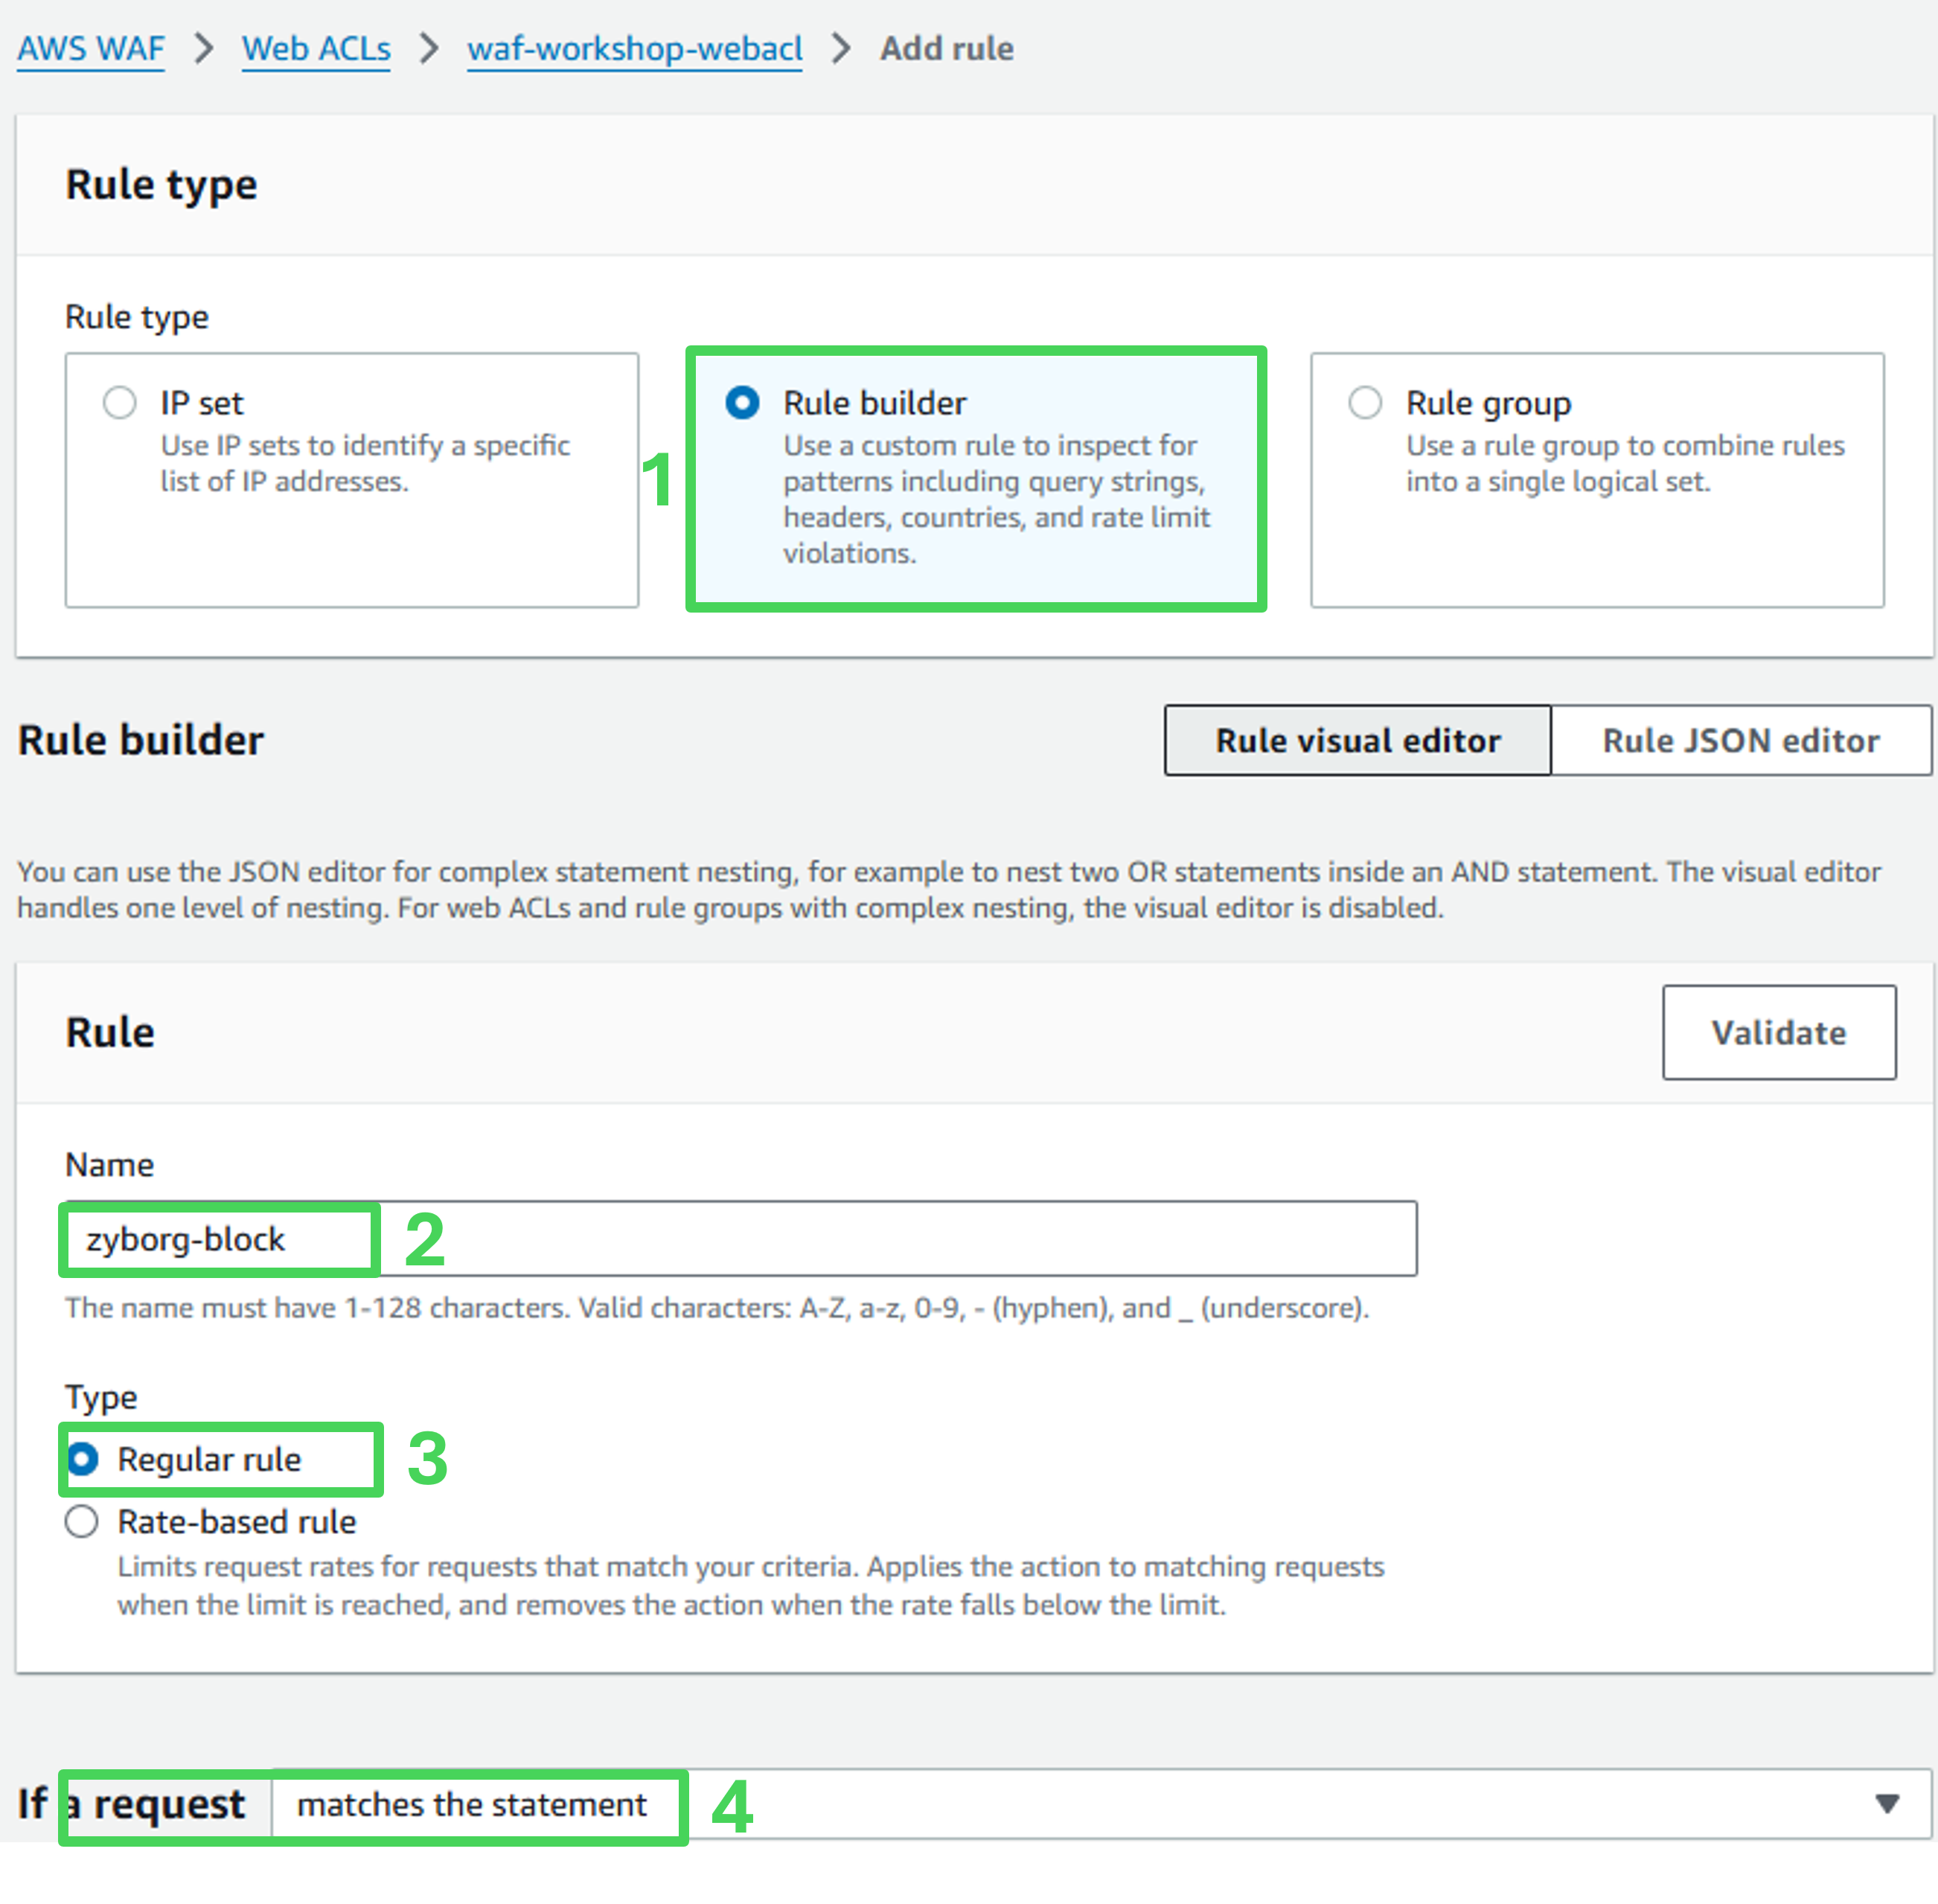 AWS WAF > Web ACLs > waf-workshop-webacl > Add rule
Rule type
Rule type
IP set
Use IP sets to identify a specific
list of IP addresses.
1
Rule builder
Use a custom rule to inspect for
patterns including query strings,
headers, countries, and rate limit
violations.
Rule group
Use a rule group to combine rules
into a single logical set.
Rule builder
Rule visual editor
Rule JSON editor
You can use the JSON editor for complex statement nesting, for example to nest two OR statements inside an AND statement. The visual editor
handles one level of nesting. For web ACLs and rule groups with complex nesting, the visual editor is disabled.
Rule
Validate
Name
zyborg-block 2
The name must have 1-128 characters. Valid characters: A-Z, a-z, 0-9, - (hyphen), and _ (underscore).
Type
Regular rule 3
Rate-based rule
Limits request rates for requests that match your criteria. Applies the action to matching requests
when the limit is reached, and removes the action when the rate falls below the limit.
If a request matches the statement 4